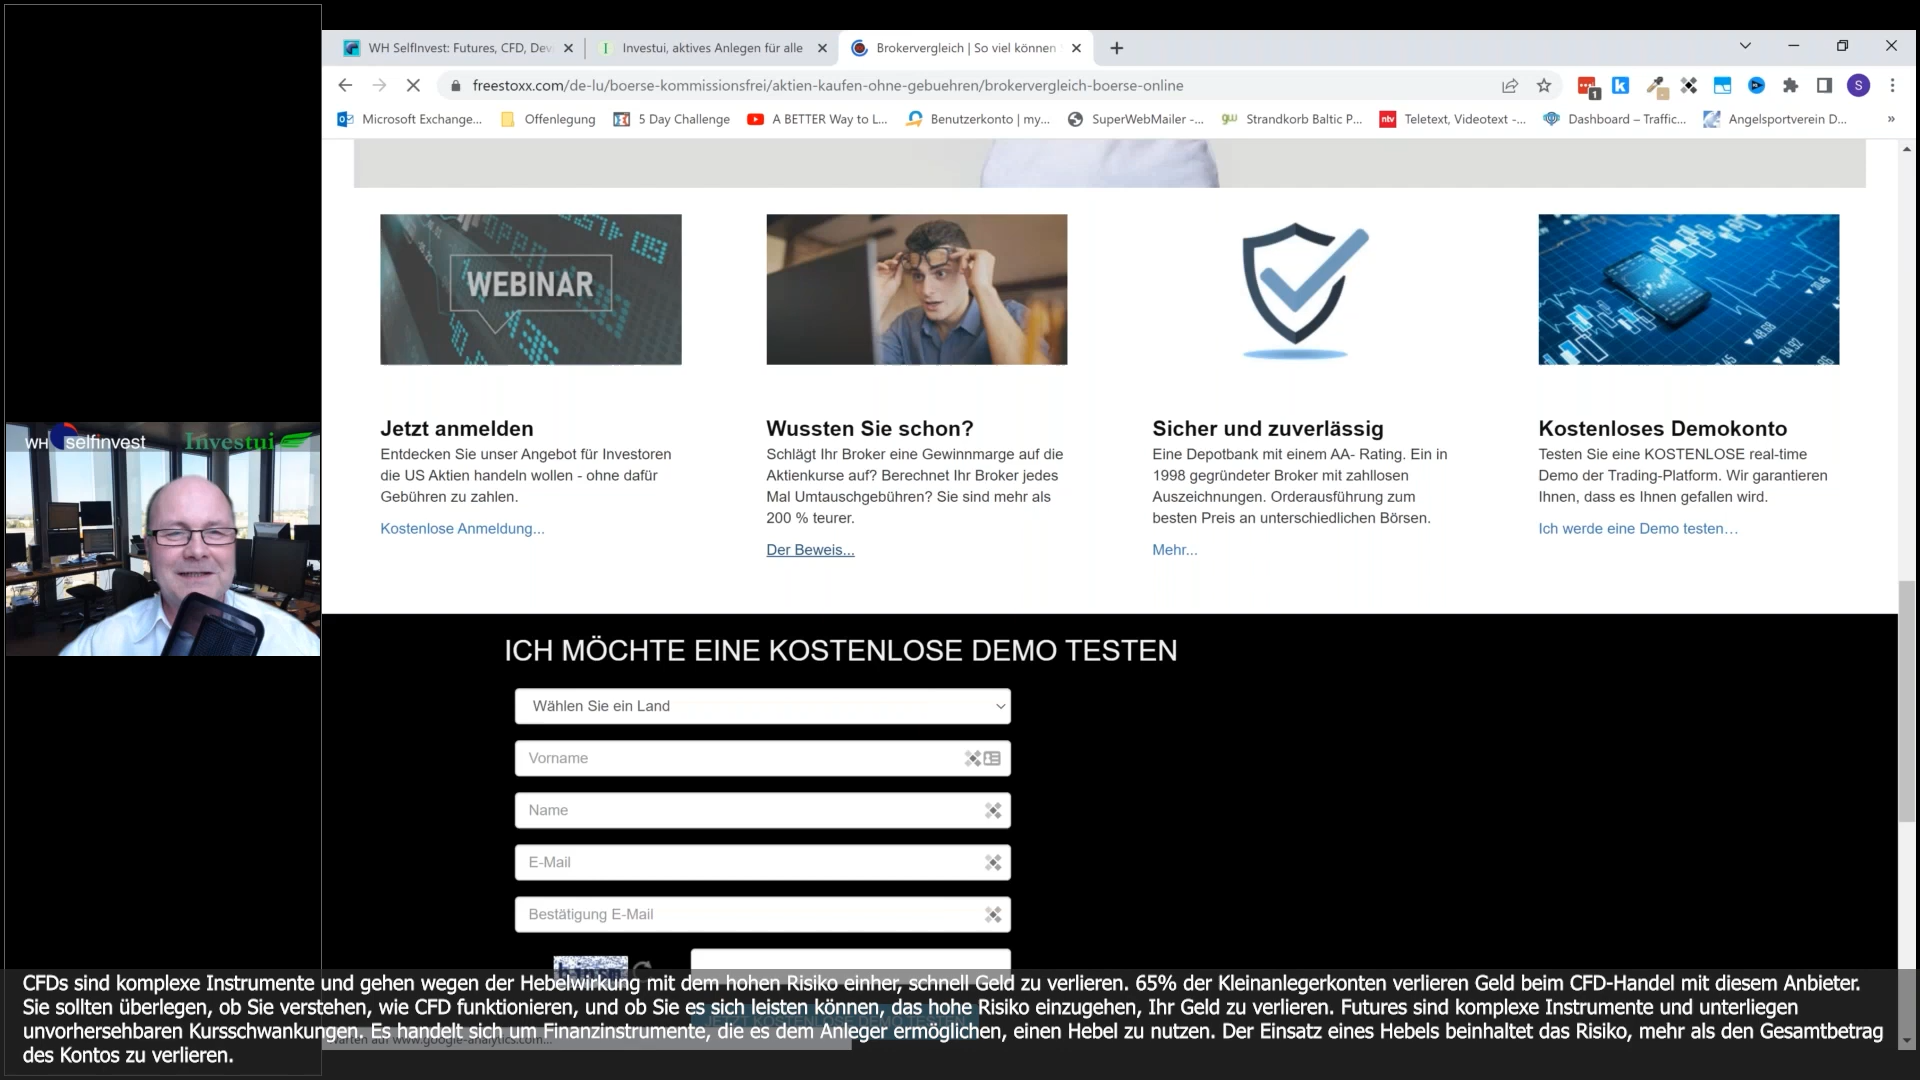 WH SelfInvest: Futures, CFD, Dev
Investui, aktives Anlegen für alle
Brokervergleich | So viel können
freestoxx.com/de-lu/boerse-kommissionsfrei/aktien-kaufen-ohne-gebuehren/brokervergleich-boerse-online
1
S
Microsoft Exchange...
Offenlegung
5 Day Challenge
A BETTER Way to L...
Benutzerkonto | my...
SuperWebMailer -...
Strandkorb Baltic P...
ntv
Teletext, Videotext -...
Dashboard – Traffic...
Angelsportverein D...
»
WEBINAR
Jetzt anmelden
Entdecken Sie unser Angebot für Investoren
die US Aktien handeln wollen - ohne dafür
Gebühren zu zahlen.
Kostenlose Anmeldung...
Wussten Sie schon?
Schlägt Ihr Broker eine Gewinnmarge auf die
Aktienkurse auf? Berechnet Ihr Broker jedes
Mal Umtauschgebühren? Sie sind mehr als
200 % teurer.
Der Beweis...
Sicher und zuverlässig
Eine Depotbank mit einem AA- Rating. Ein in
1998 gegründeter Broker mit zahllosen
Auszeichnungen. Orderausführung zum
besten Preis an unterschiedlichen Börsen.
Mehr...
Kostenloses Demokonto
Testen Sie eine KOSTENLOSE real-time
Demo der Trading-Platform. Wir garantieren
Ihnen, dass es Ihnen gefallen wird.
Ich werde eine Demo testen…
WH selfinvest
Investui
ICH MÖCHTE EINE KOSTENLOSE DEMO TESTEN
Wählen Sie ein Land
Vorname
Name
E-Mail
Bestätigung E-Mail
CFDs sind komplexe Instrumente und gehen wegen der Hebelwirkung mit dem hohen Risiko einher, schnell Geld zu verlieren. 65% der Kleinanlegerkonten verlieren Geld beim CFD-Handel mit diesem Anbieter.
Sie sollten überlegen, ob Sie verstehen, wie CFD funktionieren, und ob Sie es sich leisten können, das hohe Risiko einzugehen, Ihr Geld zu verlieren. Futures sind komplexe Instrumente und unterliegen
unvorhersehbaren Kursschwankungen. Es handelt sich um Finanzinstrumente, die es dem Anleger ermöglichen, einen Hebel zu nutzen. Der Einsatz eines Hebels beinhaltet das Risiko, mehr als den Gesamtbetrag
des Kontos zu verlieren.
Warten auf www.google-analytics.com...